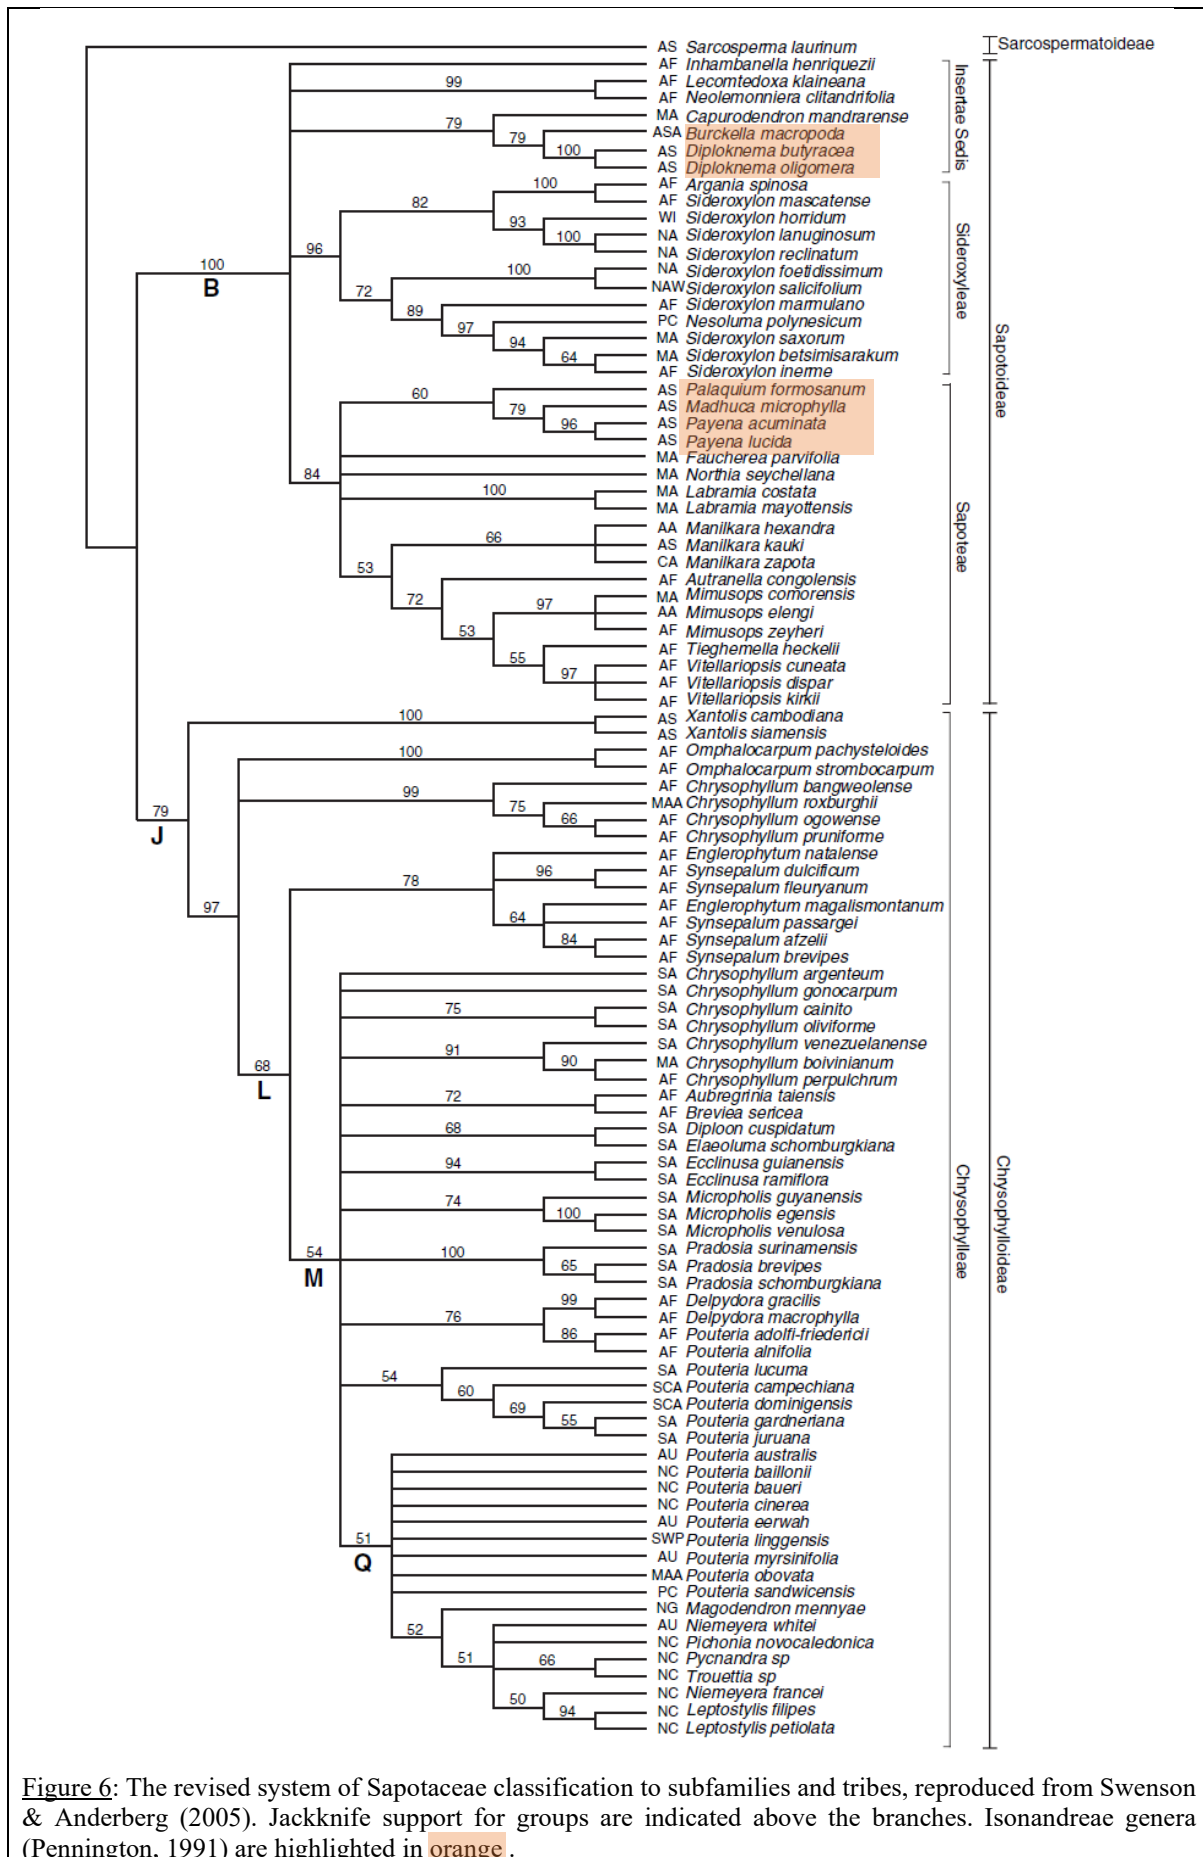 AS Sarcosperma laurinum
Sarcospermatoideae
AF Inhambanella henriquezii
99
AF Lecomtedoxa klaineana
AF Neolemonniera clitandrifolia
MA Capurodendron mandrarense
79
ASA Burckella macropoda
79
AS Diploknema butyracea
100
AS Diploknema oligomera
Insertae Sedis
AF Argania spinosa
100
AF Sideroxylon mascatense
82
WI Sideroxylon horridum
93
NA Sideroxylon lanuginosum
100
NA Sideroxylon reclinatum
96
NA Sideroxylon foetidissimum
100
NAW Sideroxylon salicifolium
72
AF Sideroxylon marmulano
89
PC Nesoluma polynesicum
97
MA Sideroxylon saxorum
94
MA Sideroxylon betsimisarakum
64
AF Sideroxylon inerme
Sideroxyleae
100
B
AS Palaquium formosanum
60
AS Madhuca microphylla
79
AS Payena acuminata
96
AS Payena lucida
MA Faucherea parvifolia
84
MA Northia seychellana
MA Labramia costata
100
MA Labramia mayottensis
AA Manilkara hexandra
66
AS Manilkara kauki
CA Manilkara zapota
53
AF Autranella congolensis
72
MA Mimusops comorensis
97
AA Mimusops elengi
AF Mimusops zeyheri
53
AF Tieghemella heckelii
55
AF Vitellariopsis cuneata
97
AF Vitellariopsis dispar
AF Vitellariopsis kirkii
Sapoteae
Sapotoideae
AS Xantolis cambodiana
100
AS Xantolis siamensis
AF Omphalocarpum pachysteloides
100
AF Omphalocarpum strombocarpum
AF Chrysophyllum bangweolense
99
MAA Chrysophyllum roxburghii
75
AF Chrysophyllum ogowense
66
AF Chrysophyllum pruniforme
79
J
AF Englerophytum natalense
AF Synsepalum dulcificum
96
AF Synsepalum fleuryanum
78
AF Englerophytum magalismontanum
64
AF Synsepalum passargei
AF Synsepalum afzelii
84
AF Synsepalum brevipes
97
SA Chrysophyllum argenteum
SA Chrysophyllum gonocarpum
SA Chrysophyllum cainito
75
SA Chrysophyllum oliviforme
SA Chrysophyllum venezuelanense
91
MA Chrysophyllum boivinianum
90
AF Chrysophyllum perpulchrum
68
L
AF Aubregrinia taiensis
72
AF Breviea sericea
SA Diploon cuspidatum
68
SA Elaeoluma schomburgkiana
SA Ecclinusa guianensis
94
SA Ecclinusa ramiflora
SA Micropholis guyanensis
74
SA Micropholis egensis
100
SA Micropholis venulosa
SA Pradosia surinamensis
100
SA Pradosia brevipes
65
SA Pradosia schomburgkiana
54
M
AF Delpydora gracilis
99
AF Delpydora macrophylla
76
AF Pouteria adolfi-friedericii
86
AF Pouteria alnifolia
SA Pouteria lucuma
54
SCA Pouteria campechiana
60
SCA Pouteria dominigensis
69
SA Pouteria gardneriana
55
SA Pouteria juruana
AU Pouteria australis
NC Pouteria baillonii
NC Pouteria baueri
NC Pouteria cinerea
AU Pouteria eerwah
51
Q
SWP Pouteria linggensis
AU Pouteria myrsinifolia
MAA Pouteria obovata
PC Pouteria sandwicensis
NG Magodendron mennyae
52
AU Niemeyera whitei
NC Pichonia novocaledonica
51
NC Pycnandra sp
66
NC Trouettia sp
NC Niemeyera francei
50
NC Leptostylis filipes
94
NC Leptostylis petiolata
Chrysophylleae
Chrysophylloideae
Figure 6: The revised system of Sapotaceae classification to subfamilies and tribes, reproduced from Swenson
& Anderberg (2005). Jackknife support for groups are indicated above the branches. Isonandreae genera
(Pennington, 1991) are highlighted in orange .